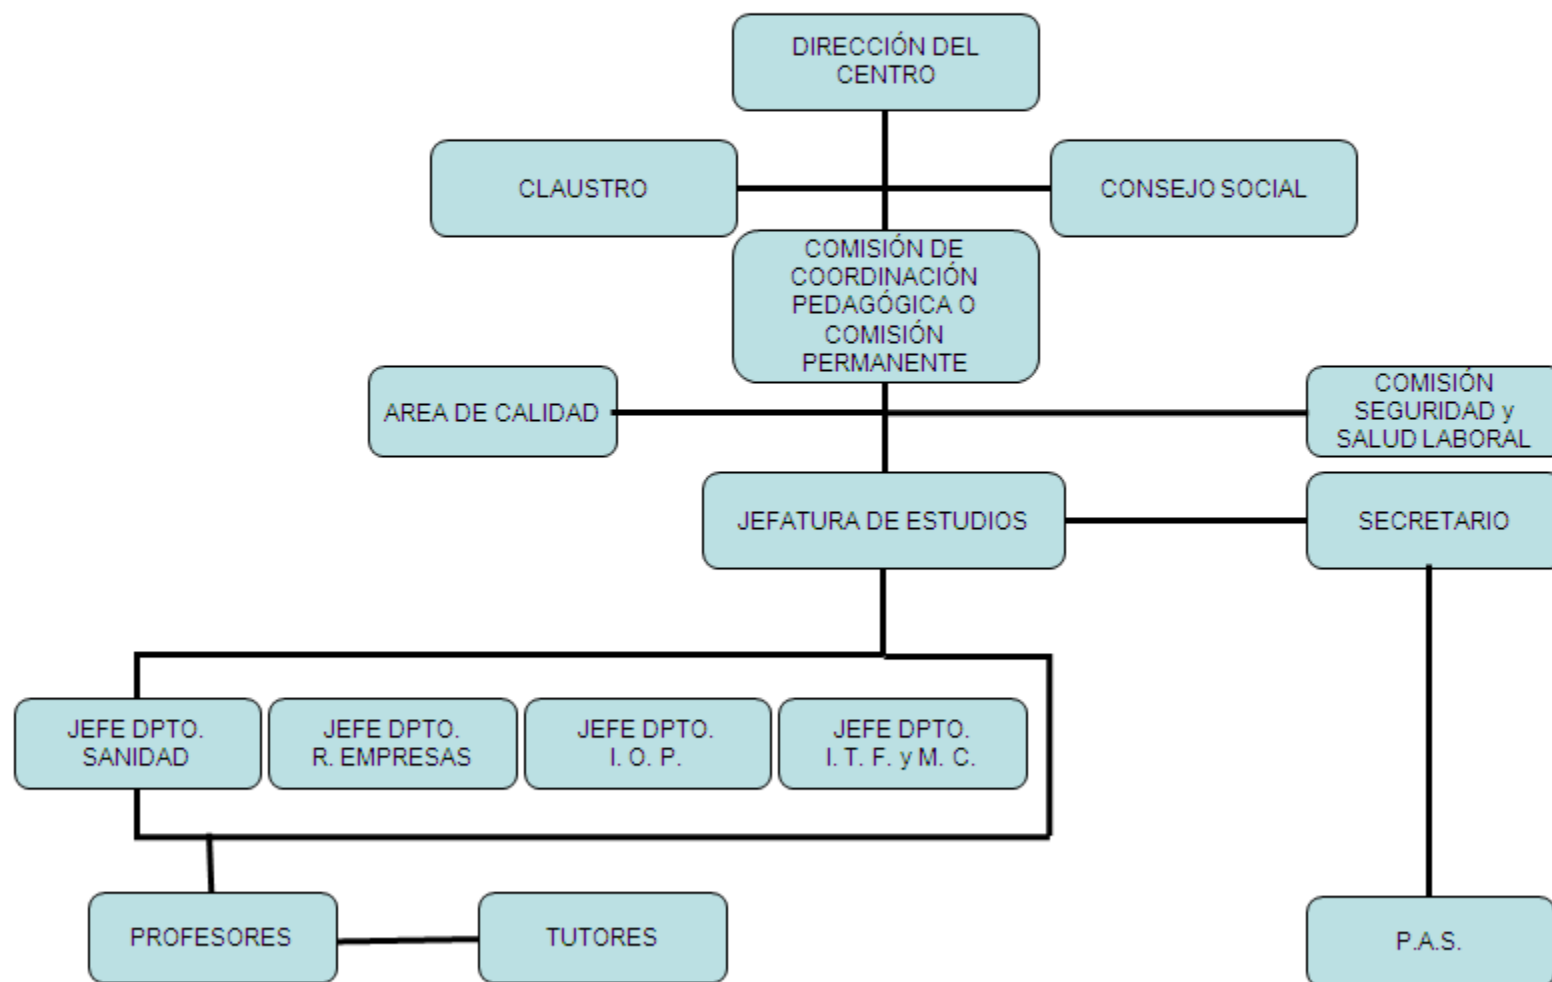 DIRECCIÓN DEL
CENTRO
CLAUSTRO
CONSEJO SOCIAL
COMISIÓN DE
COORDINACIÓN
PEDAGÓGICA O
COMISIÓN
PERMANENTE
AREA DE CALIDAD
COMISIÓN
SEGURIDAD y
SALUD LABORAL
JEFATURA DE ESTUDIOS
SECRETARIO
JEFE DPTO.
SANIDAD
JEFE DPTO.
R. EMPRESAS
JEFE DPTO.
I. O. P.
JEFE DPTO.
I. T. F. y M. C.
PROFESORES
TUTORES
P.A.S.